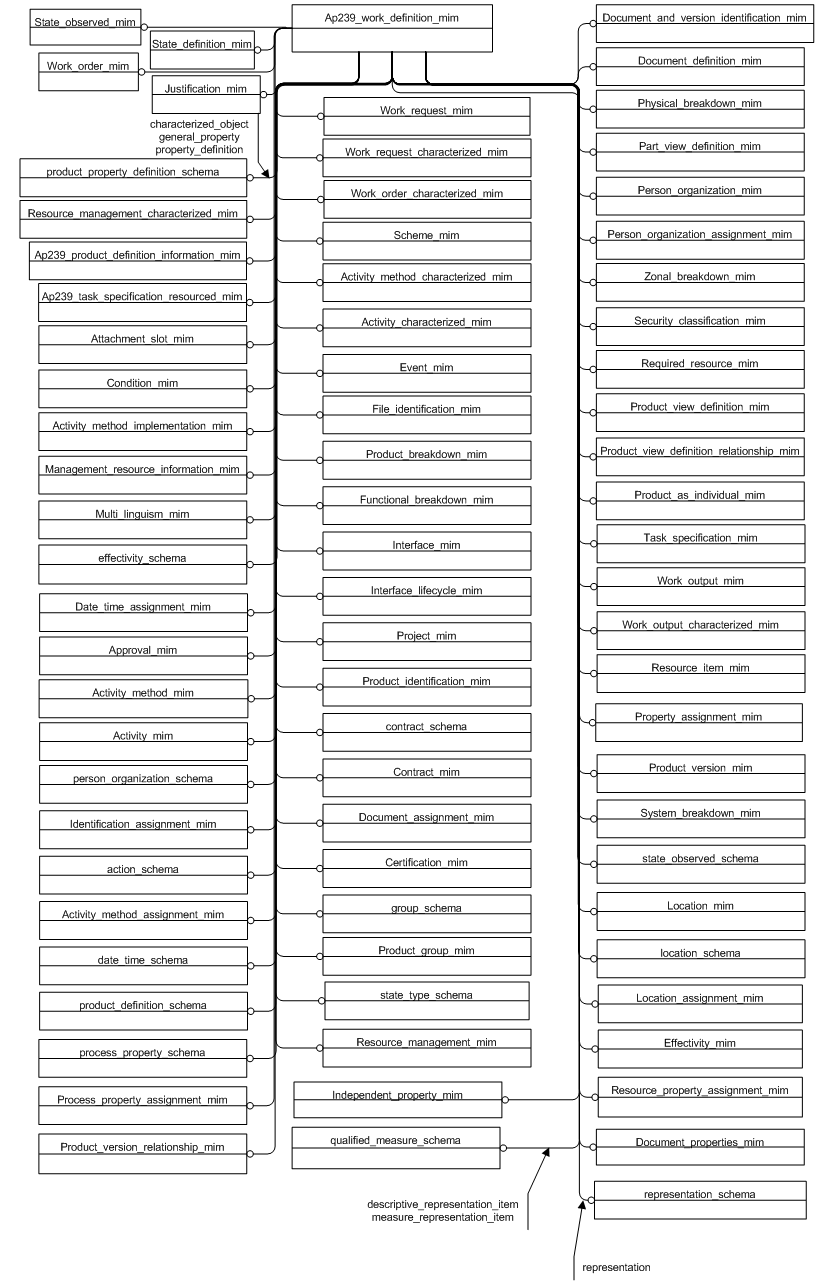 Ap239_work_definition_mim
State_observed_mim
State_definition_mim
Work_order_mim
Justification_mim
characterized_object
general_property
property_definition
product_property_definition_schema
Resource_management_characterized_mim
Ap239_product_definition_information_mim
Ap239_task_specification_resourced_mim
Attachment_slot_mim
Condition_mim
Activity_method_implementation_mim
Management_resource_information_mim
Multi_linguism_mim
effectivity_schema
Date_time_assignment_mim
Approval_mim
Activity_method_mim
Activity_mim
person_organization_schema
Identification_assignment_mim
action_schema
Activity_method_assignment_mim
date_time_schema
product_definition_schema
process_property_schema
Process_property_assignment_mim
Product_version_relationship_mim
Work_request_mim
Work_request_characterized_mim
Work_order_characterized_mim
Scheme_mim
Activity_method_characterized_mim
Activity_characterized_mim
Event_mim
File_identification_mim
Product_breakdown_mim
Functional_breakdown_mim
Interface_mim
Interface_lifecycle_mim
Project_mim
Product_identification_mim
contract_schema
Contract_mim
Document_assignment_mim
Certification_mim
group_schema
Product_group_mim
state_type_schema
Resource_management_mim
Independent_property_mim
qualified_measure_schema
descriptive_representation_item
measure_representation_item
Document_and_version_identification_mim
Document_definition_mim
Physical_breakdown_mim
Part_view_definition_mim
Person_organization_mim
Person_organization_assignment_mim
Zonal_breakdown_mim
Security_classification_mim
Required_resource_mim
Product_view_definition_mim
Product_view_definition_relationship_mim
Product_as_individual_mim
Task_specification_mim
Work_output_mim
Work_output_characterized_mim
Resource_item_mim
Property_assignment_mim
Product_version_mim
System_breakdown_mim
state_observed_schema
Location_mim
location_schema
Location_assignment_mim
Effectivity_mim
Resource_property_assignment_mim
Document_properties_mim
representation_schema
representation